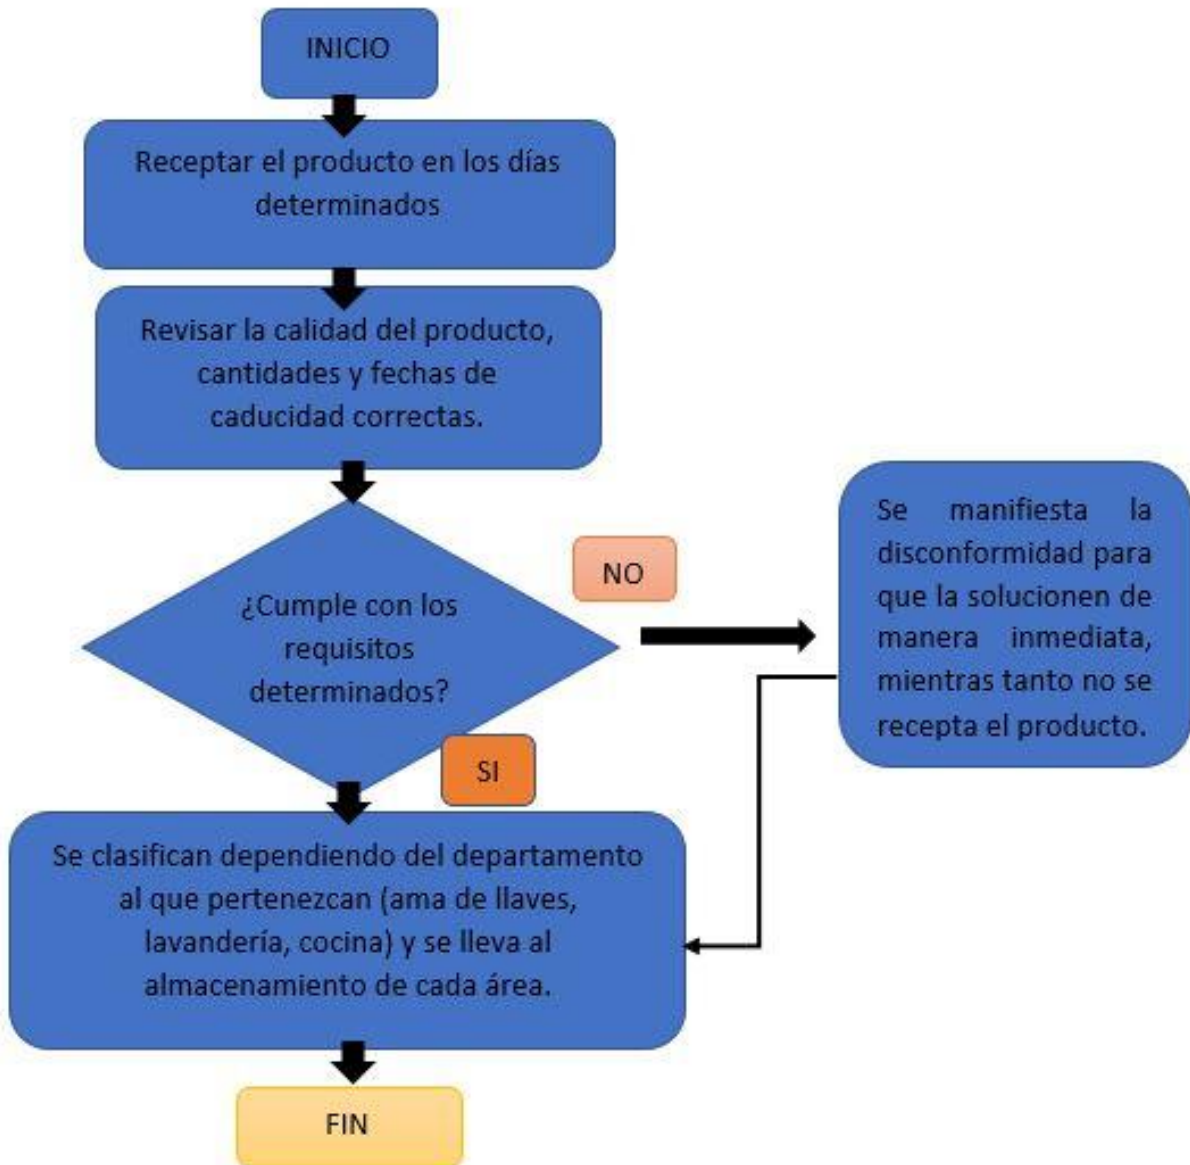 INICIO
Receptar el producto en los días
determinados
Revisar la calidad del producto,
cantidades y fechas de
caducidad correctas.
¿Cumple con los
requisitos
determinados?
NO
Se manifiesta la
disconformidad para
que la solucionen de
manera inmediata,
mientras tanto no se
recepta el producto.
SI
Se clasifican dependiendo del departamento
al que pertenezcan (ama de llaves,
lavandería, cocina) y se lleva al
almacenamiento de cada área.
FIN